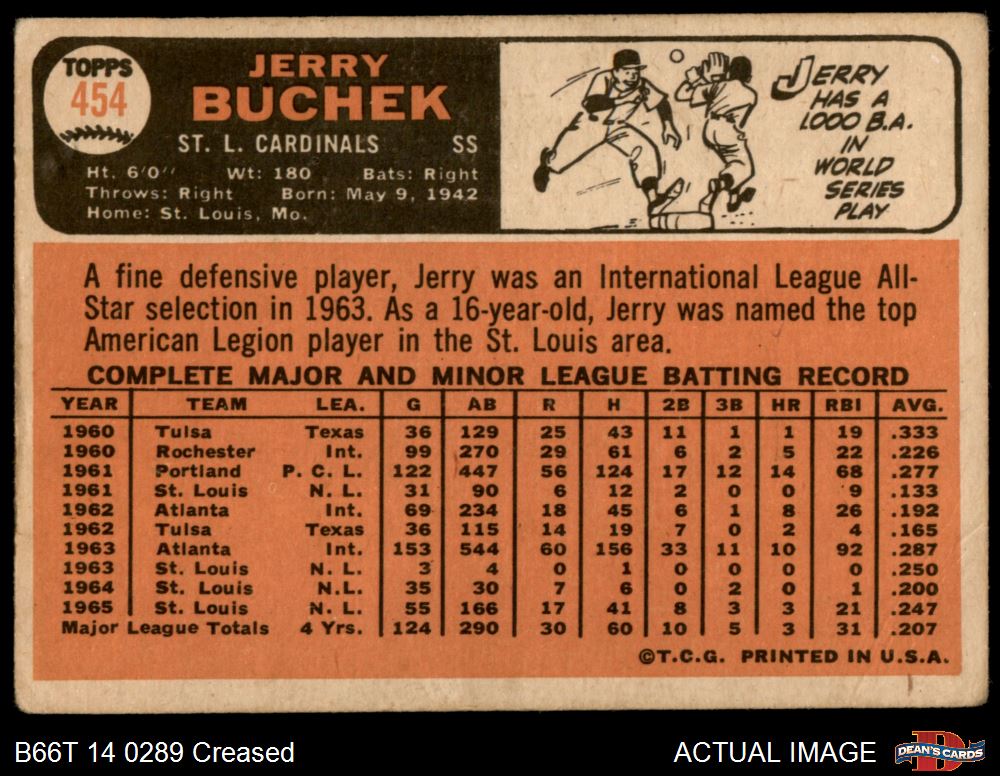 TOPPS
454
JERRY
BUCHEK
ST. L. CARDINALS SS
Ht. 6'0" Wt: 180 Bats: Right
Throws: Right Born: May 9, 1942
Home: St. Louis, Mo.
JERRY
HAS A
1,000 B.A.
IN
WORLD
SERIES
PLAY
A fine defensive player, Jerry was an International League All-
Star selection in 1963. As a 16-year-old, Jerry was named the top
American Legion player in the St. Louis area.
COMPLETE MAJOR AND MINOR LEAGUE BATTING RECORD
YEAR TEAM LEA. G AB R H 2B 3B HR RBI AVG.
1960 Tulsa Texas 36 129 25 43 11 1 1 19 .333
1960 Rochester Int. 99 270 29 61 6 2 5 22 .226
1961 Portland P. C. L. 122 447 56 124 17 12 14 68 .277
1961 St. Louis N. L. 31 90 6 12 2 0 0 9 .133
1962 Atlanta Int. 69 234 18 45 6 1 8 26 .192
1962 Tulsa Texas 36 115 14 19 7 0 2 4 .165
1963 Atlanta Int. 153 544 60 156 33 11 10 92 .287
1963 St. Louis N. L. 3 4 0 1 0 0 0 0 .250
1964 St. Louis N.L. 35 30 7 6 0 2 0 1 .200
1965 St. Louis N. L. 55 166 17 41 8 3 3 21 .247
Major League Totals 4 Yrs. 124 290 30 60 10 5 3 31 .207
©T.C.G. PRINTED IN U.S.A.
B66T 14 0289 Creased
ACTUAL IMAGE
D
DEAN'S CARDS